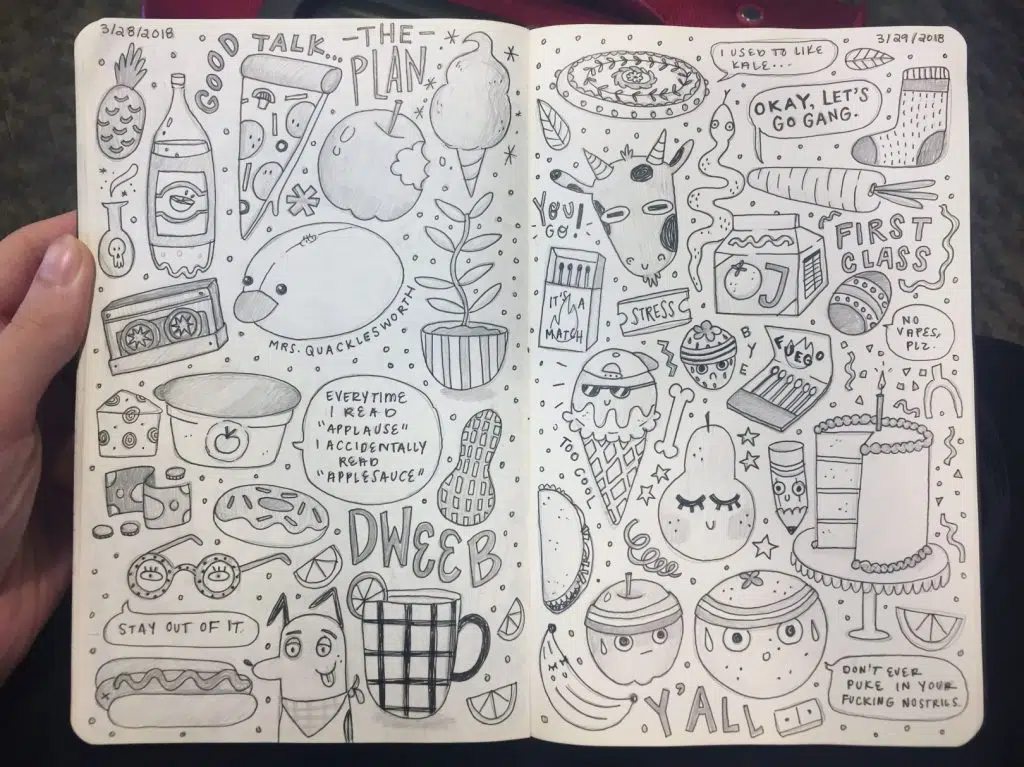 3/28/2018
GOOD TALK...
-THE-
PLAN
MRS. QUACKLESWORTH
EVERYTIME
I READ
"APPLAUSE"
I ACCIDENTALLY
READ
"APPLESAUCE"
DWEEB
STAY OUT OF IT.
3/29/2018
I USED TO LIKE
KALE...
OKAY, LET'S
GO GANG.
YOU
GO!
J
FIRST
CLASS
IT'S A
MATCH
STRESS
BYE
FUEGO
NO
VAPES,
PLZ.
TOO COOL
Y'ALL
DON'T EVER
PUKE IN YOUR
FUCKING NOSTRILS.